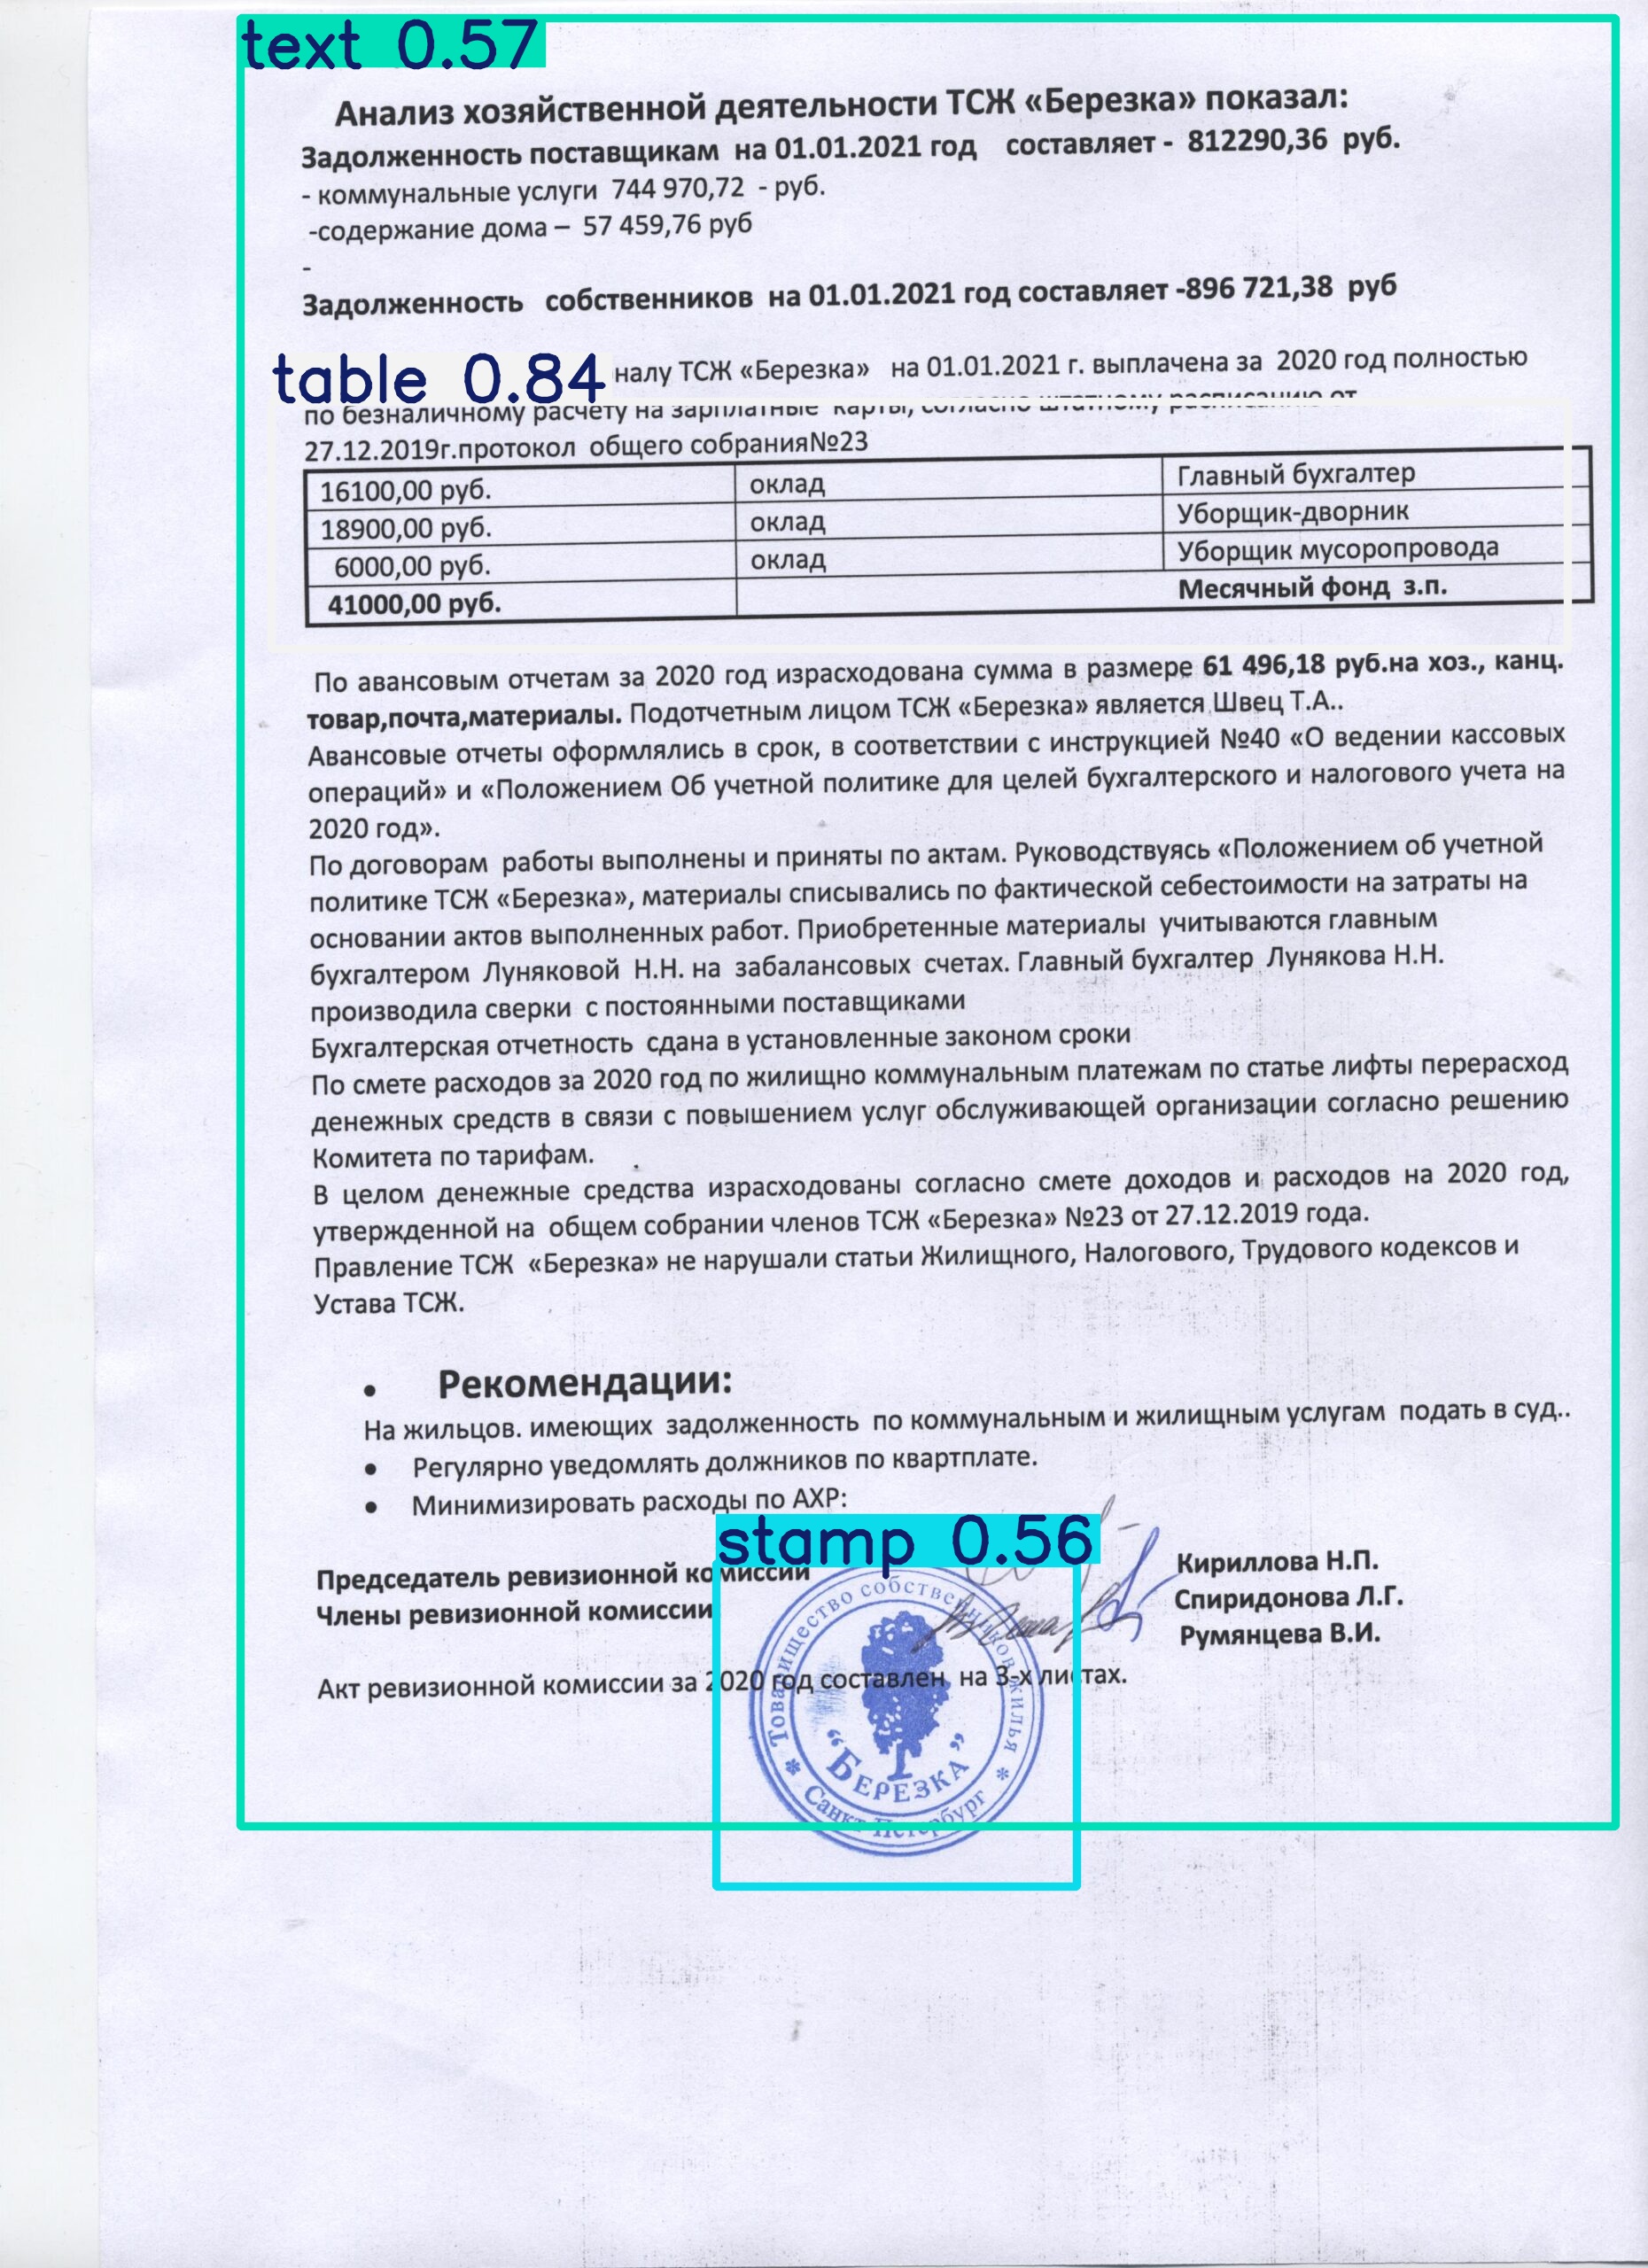 text 0.57
Анализ хозяйственной деятельности ТСЖ «Березка» показал:
Задолженность поставщикам на 01.01.2021 год составляет - 812290,36 руб.
- коммунальные услуги 744 970,72 - руб.
-содержание дома – 57 459,76 руб
-
Задолженность собственников на 01.01.2021 год составляет -896 721,38 руб
table 0.84
налу ТСЖ «Березка» на 01.01.2021 г. выплачена за 2020 год полностью
по безналичному расчету на зарплатные карты, согласно штатному расписанию от
27.12.2019г.протокол общего собрания№23
16100,00 руб. оклад Главный бухгалтер
18900,00 руб. оклад Уборщик-дворник
6000,00 руб. оклад Уборщик мусоропровода
41000,00 руб. Месячный фонд з.п.
По авансовым отчетам за 2020 год израсходована сумма в размере 61 496,18 руб.на хоз., канц.
товар,почта,материалы. Подотчетным лицом ТСЖ «Березка» является Швец Т.А..
Авансовые отчеты оформлялись в срок, в соответствии с инструкцией №40 «О ведении кассовых
операций» и «Положением Об учетной политике для целей бухгалтерского и налогового учета на
2020 год».
По договорам работы выполнены и приняты по актам. Руководствуясь «Положением об учетной
политике ТСЖ «Березка», материалы списывались по фактической себестоимости на затраты на
основании актов выполненных работ. Приобретенные материалы учитываются главным
бухгалтером Луняковой Н.Н. на забалансовых счетах. Главный бухгалтер Лунякова Н.Н.
производила сверки с постоянными поставщиками
Бухгалтерская отчетность сдана в установленные законом сроки
По смете расходов за 2020 год по жилищно коммунальным платежам по статье лифты перерасход
денежных средств в связи с повышением услуг обслуживающей организации согласно решению
Комитета по тарифам.
В целом денежные средства израсходованы согласно смете доходов и расходов на 2020 год,
утвержденной на общем собрании членов ТСЖ «Березка» №23 от 27.12.2019 года.
Правление ТСЖ «Березка» не нарушали статьи Жилищного, Налогового, Трудового кодексов и
Устава ТСЖ.
• Рекомендации:
На жильцов. имеющих задолженность по коммунальным и жилищным услугам подать в суд..
• Регулярно уведомлять должников по квартплате.
• Минимизировать расходы по АХР:
stamp 0.56
Председатель ревизионной комиссии Кириллова Н.П.
Члены ревизионной комиссии Спиридонова Л.Г.
Румянцева В.И.
Акт ревизионной комиссии за 2020 год составлен на 3-х листах.
Товарищество собственников жилья
"БЕРЕЗКА"
Санкт-Петербург